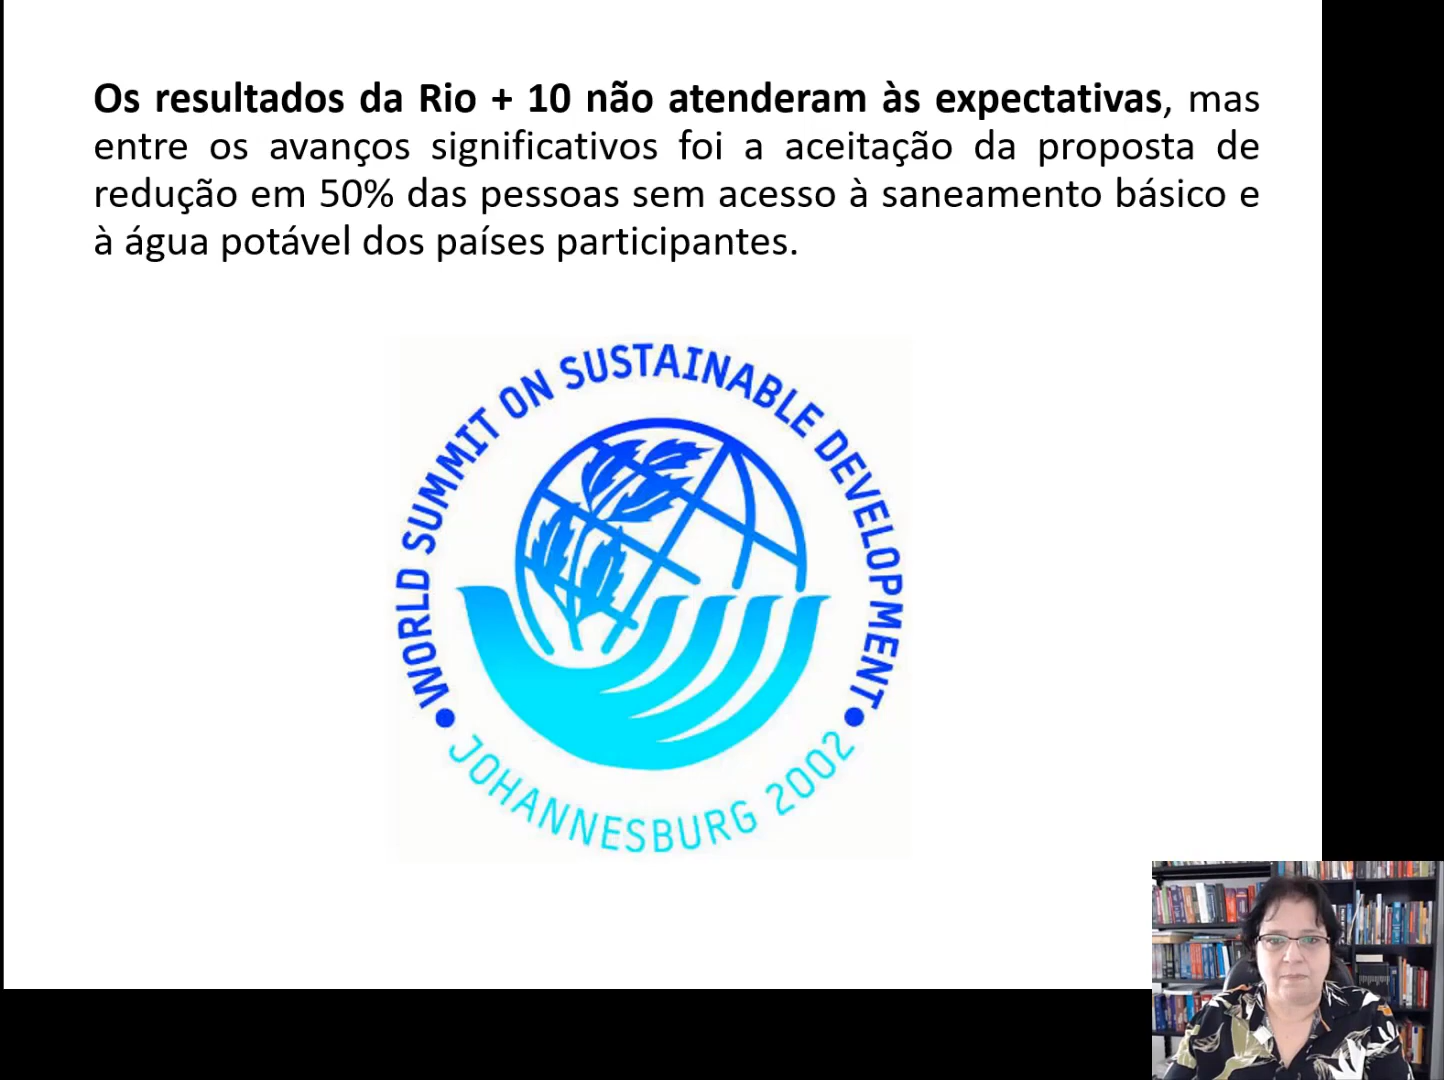 Os resultados da Rio + 10 não atenderam às expectativas, mas
entre os avanços significativos foi a aceitação da proposta de
redução em 50% das pessoas sem acesso à saneamento básico e
à água potável dos países participantes.
WORLD SUMMIT ON SUSTAINABLE DEVELOPMENT
JOHANNESBURG 2002